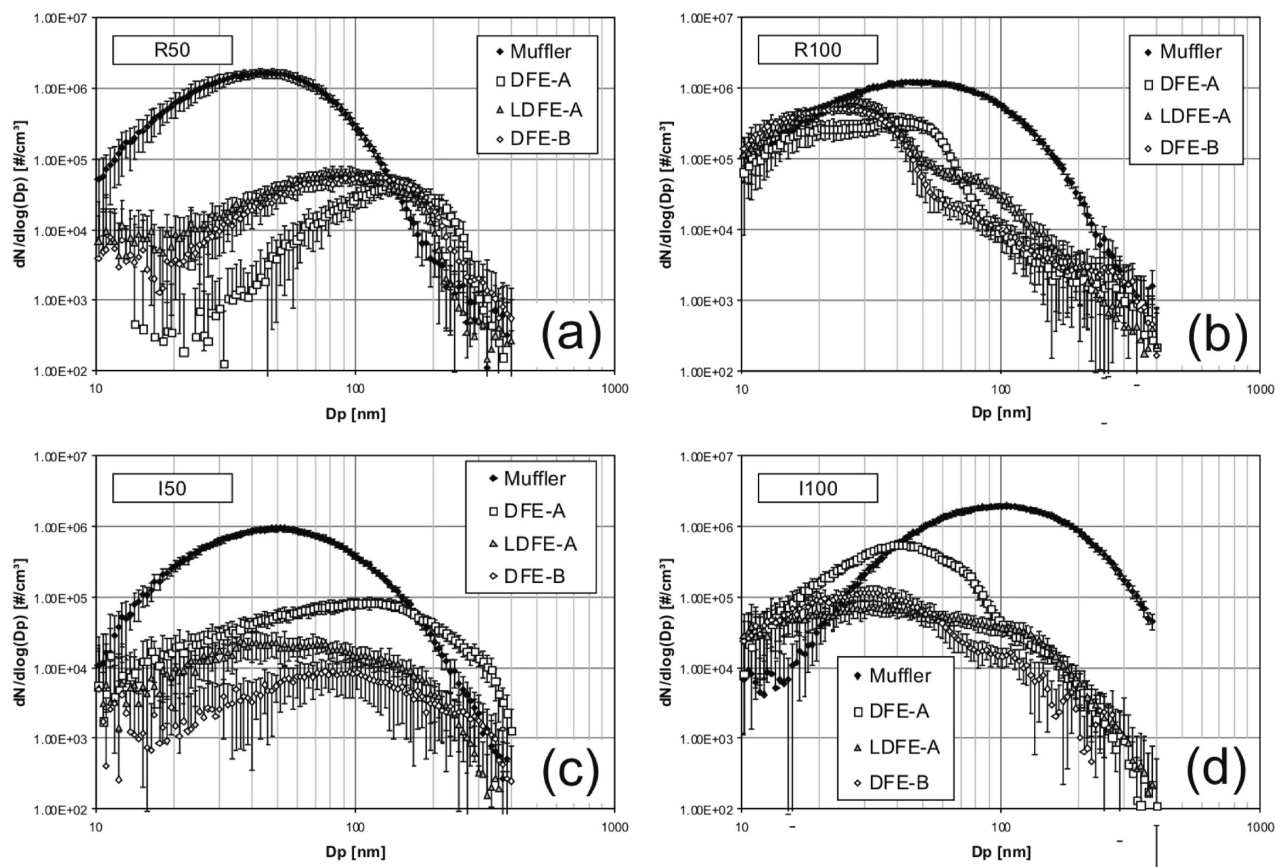 1.00E+07
1.00E+06
1.00E+05
1.00E+04
1.00E+03
1.00E+02
dN/dlog(Dp) [#/cm³]
R50
Muffler
DFE-A
LDFE-A
DFE-B
(a)
10 100 1000
Dp [nm]
1.00E+07
1.00E+06
1.00E+05
1.00E+04
1.00E+03
1.00E+02
dN/dlog(Dp) [#/cm³]
R100
Muffler
DFE-A
LDFE-A
DFE-B
(b)
10 100 1000
Dp [nm]
1.00E+07
1.00E+06
1.00E+05
1.00E+04
1.00E+03
1.00E+02
dN/dlog(Dp) [#/cm³]
I50
Muffler
DFE-A
LDFE-A
DFE-B
(c)
10 100 1000
Dp [nm]
1.00E+07
1.00E+06
1.00E+05
1.00E+04
1.00E+03
1.00E+02
dN/dlog(Dp) [#/cm³]
I100
Muffler
DFE-A
LDFE-A
DFE-B
(d)
10 100 1000
Dp [nm]